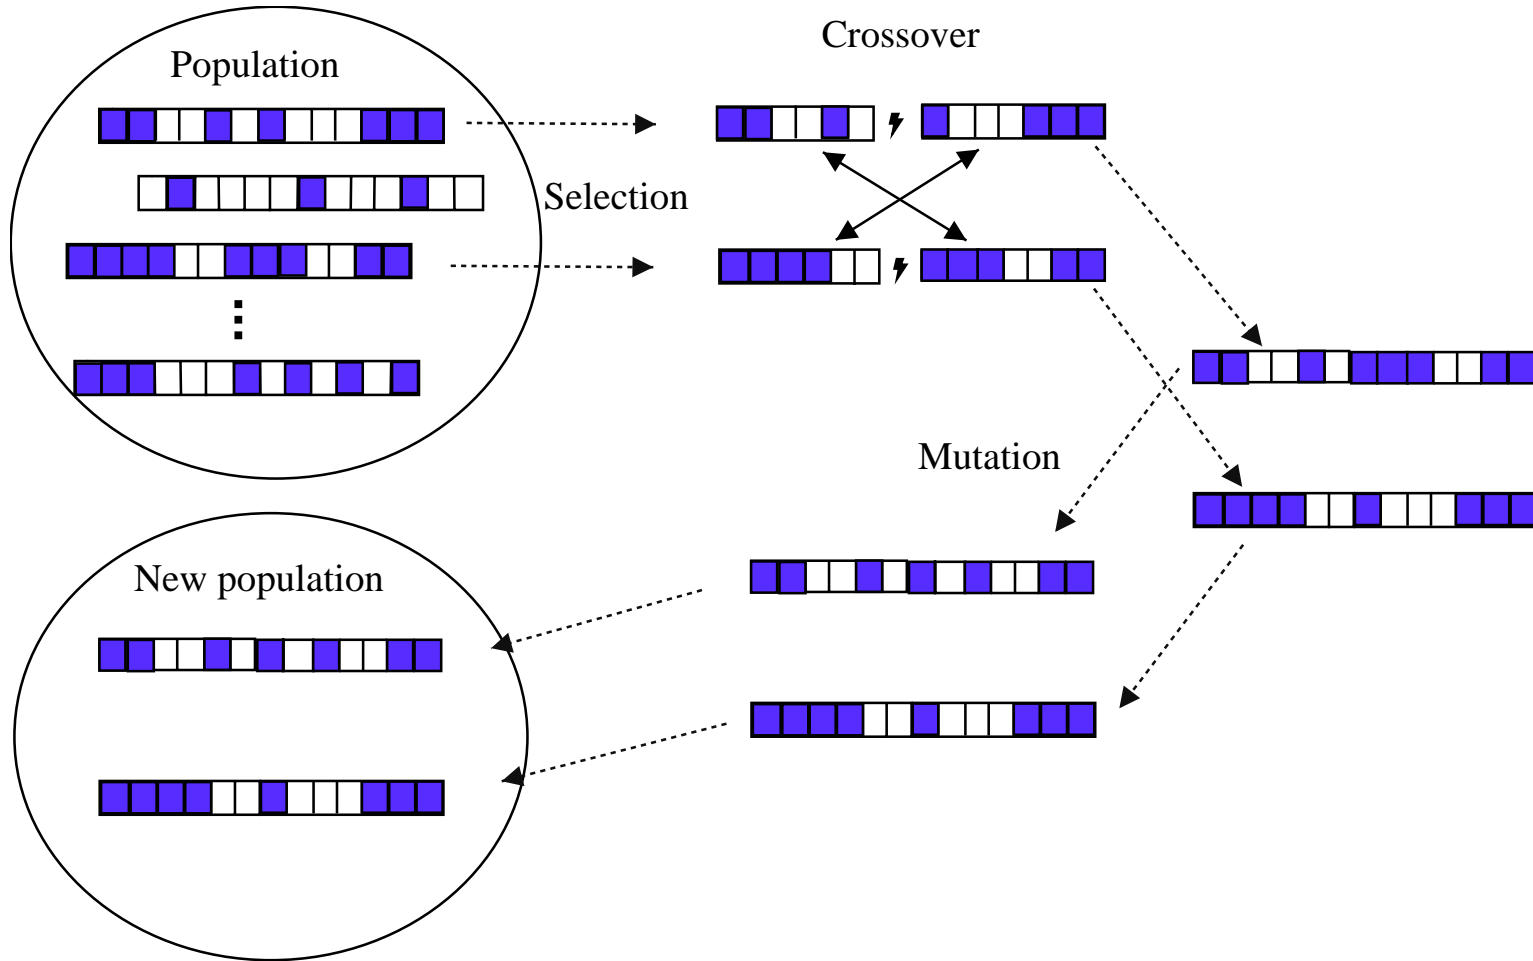 Crossover
Population
Selection
Mutation
New population